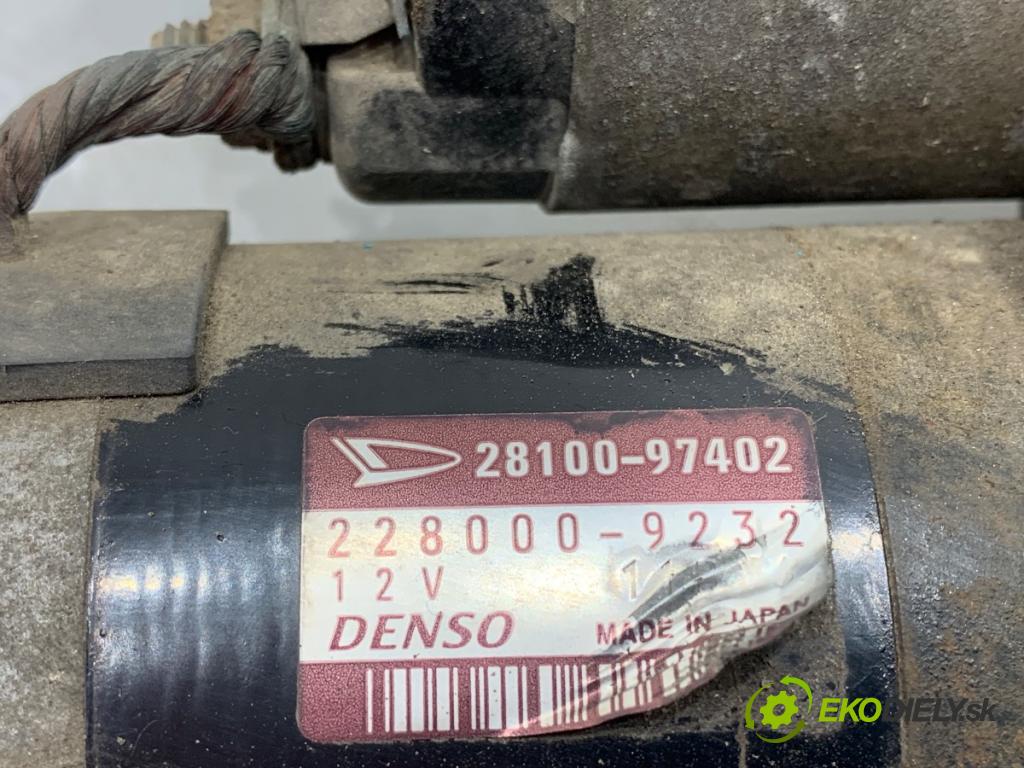 28100-97402
228000-9232
12V
DENSO MADE IN JAPAN
EKODIELY.sk